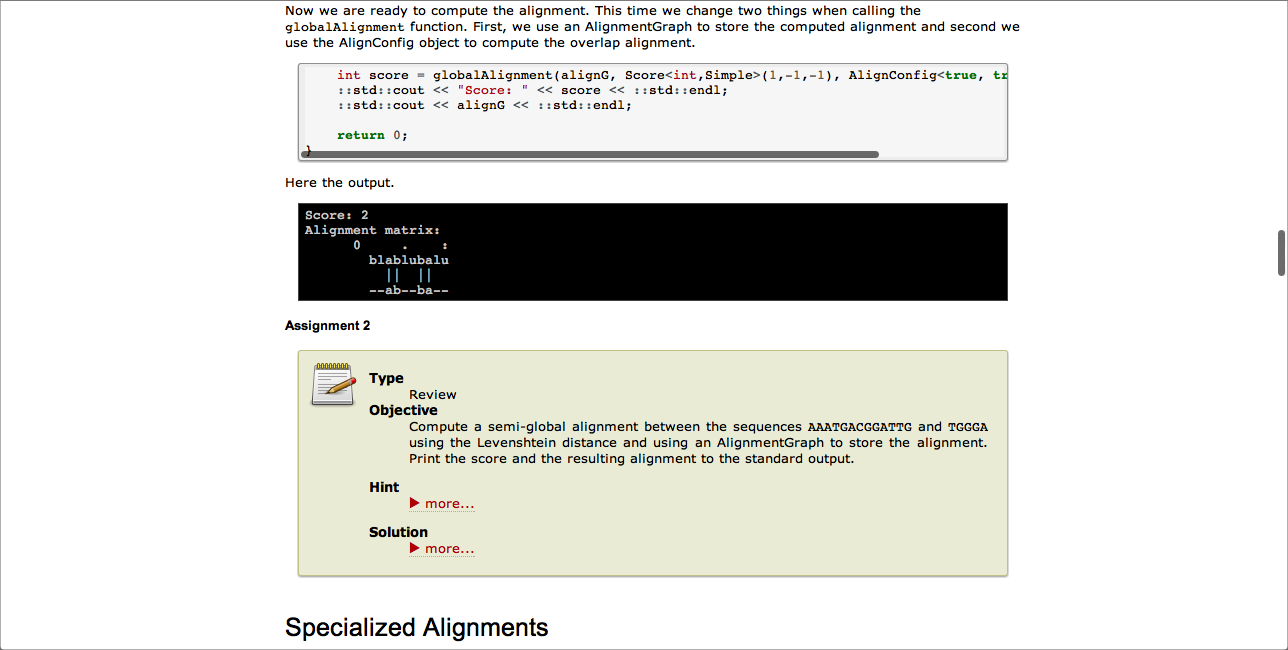 Now we are ready to compute the alignment. This time we change two things when calling the
globalAlignment function. First, we use an AlignmentGraph to store the computed alignment and second we
use the AlignConfig object to compute the overlap alignment.
int score = globalAlignment(alignG, Score<int,Simple>(1,-1,-1), AlignConfig<true, tr
::std::cout << "Score: " << score << ::std::endl;
::std::cout << alignG << ::std::endl;
return 0;
}
Here the output.
Score: 2
Alignment matrix:
      0     .    :
        blablubalu
          ||  ||
        --ab--ba--
Assignment 2
Type
Review
Objective
Compute a semi-global alignment between the sequences AAATGACGGATTG and TGGGA
using the Levenshtein distance and using an AlignmentGraph to store the alignment.
Print the score and the resulting alignment to the standard output.
Hint
▶ more...
Solution
▶ more...
Specialized Alignments